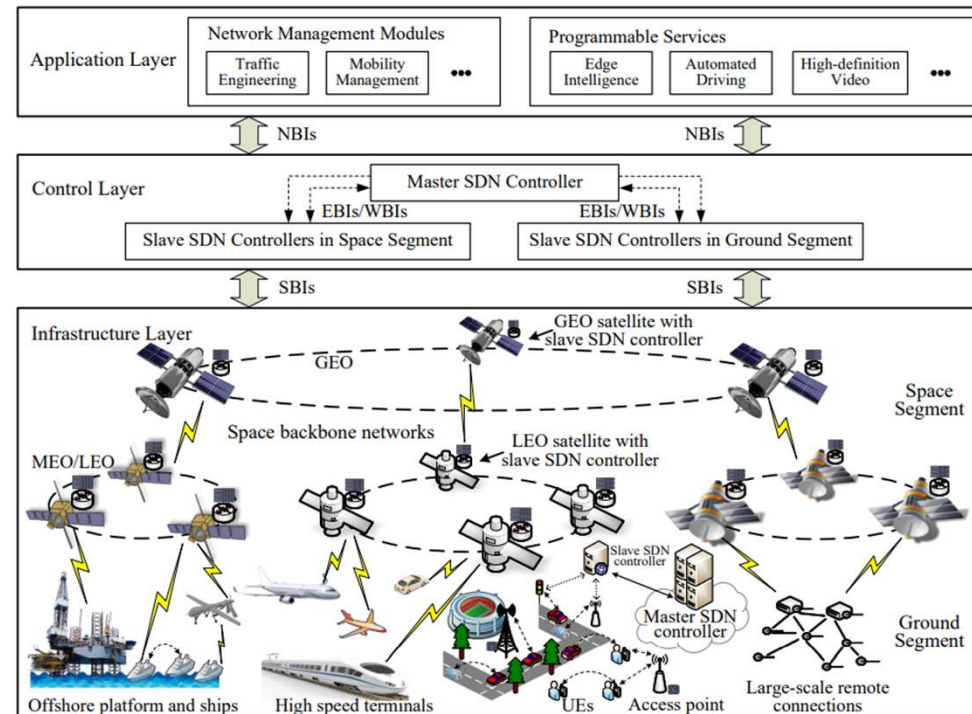 Application Layer
Network Management Modules
Traffic
Engineering
Mobility
Management
•••
Programmable Services
Edge
Intelligence
Automated
Driving
High-definition
Video
•••
NBIs
NBIs
Control Layer
Master SDN Controller
EBIs/WBIs
EBIs/WBIs
Slave SDN Controllers in Space Segment
Slave SDN Controllers in Ground Segment
SBIs
SBIs
Infrastructure Layer
GEO satellite with
slave SDN controller
GEO
Space
Segment
Space backbone networks
LEO satellite with
slave SDN controller
MEO/LEO
Slave SDN
controller
Master SDN
controller
Ground
Segment
Offshore platform and ships
High speed terminals
UEs
Access point
Large-scale remote
connections